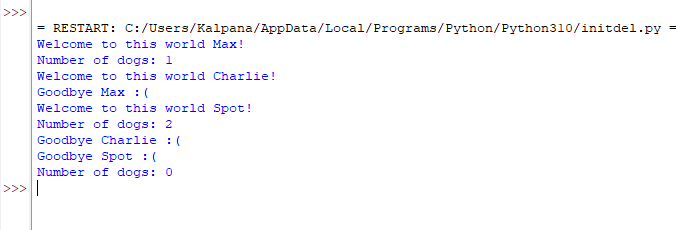 >>>
= RESTART: C:/Users/Kalpana/AppData/Local/Programs/Python/Python310/initdel.py =
Welcome to this world Max!
Number of dogs: 1
Welcome to this world Charlie!
Goodbye Max :(
Welcome to this world Spot!
Number of dogs: 2
Goodbye Charlie :(
Goodbye Spot :(
Number of dogs: 0
>>>